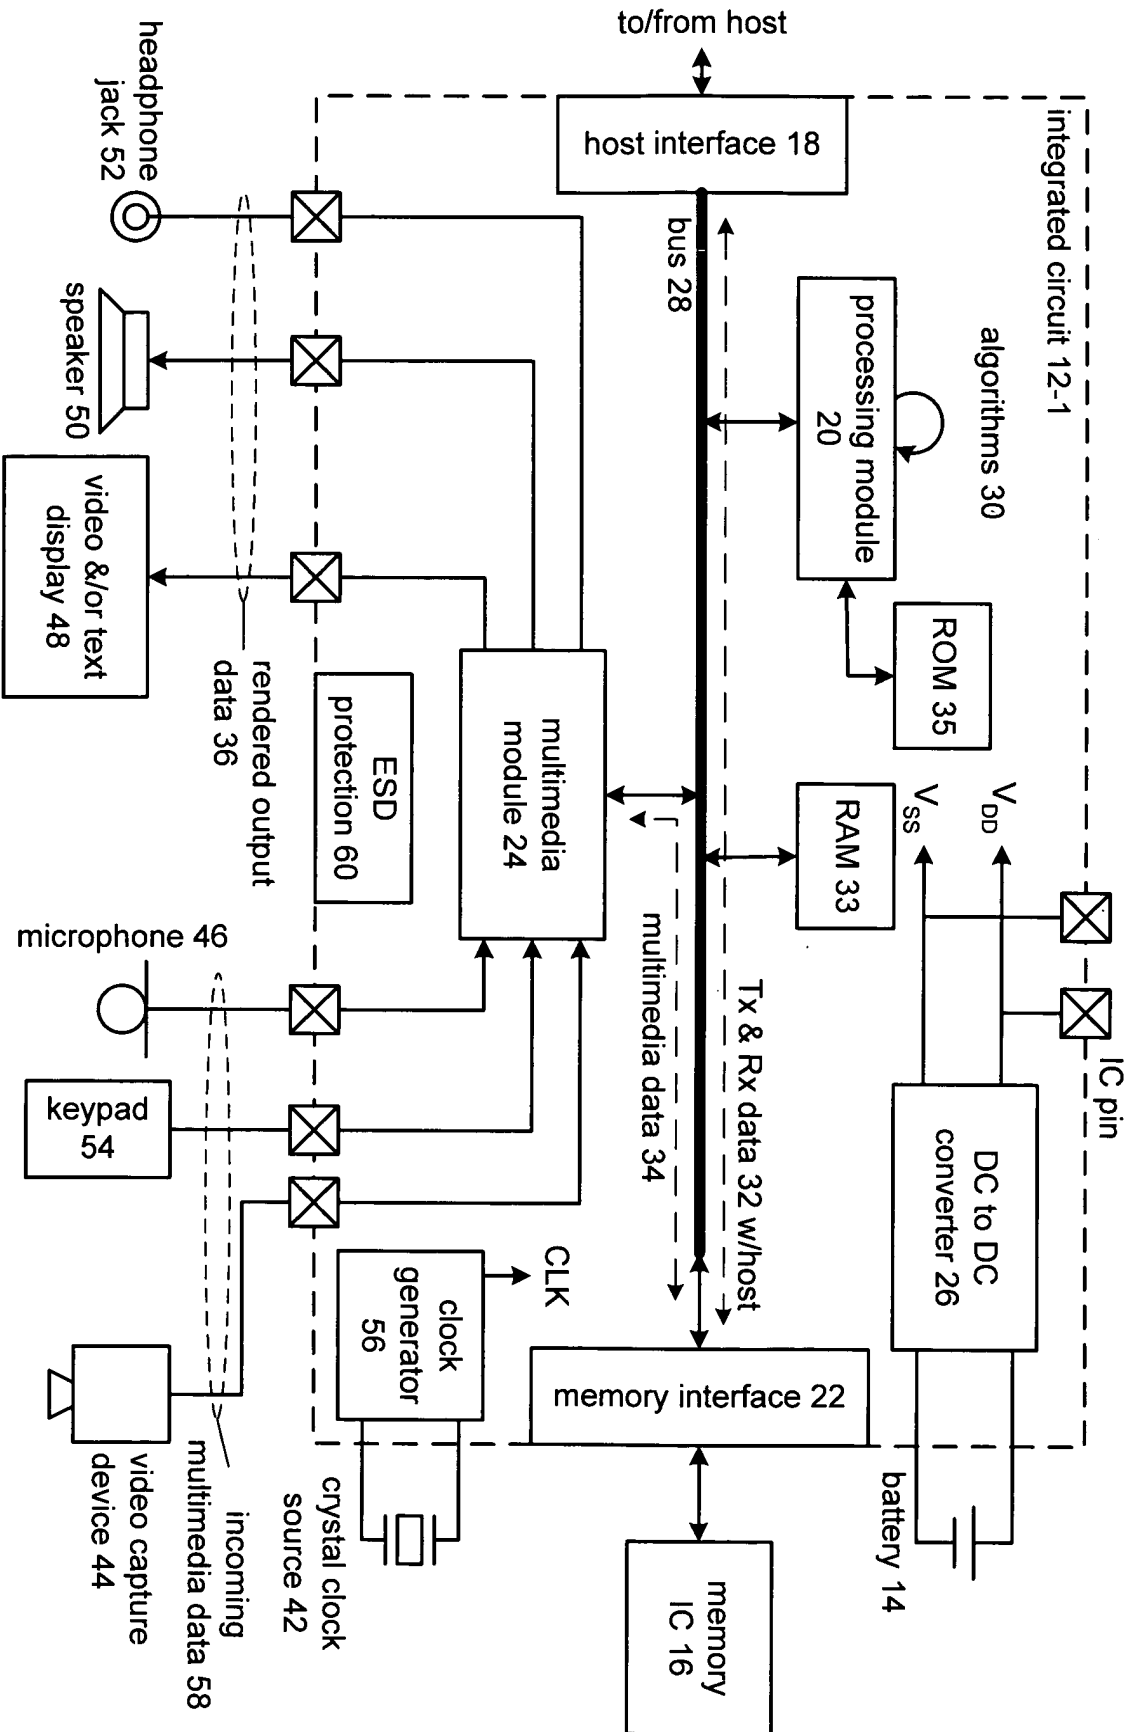 to/from host
host interface 18
integrated circuit 12-1
bus 28
algorithms 30
processing module
20
ROM 35
RAM 33
V
DD
V
SS
IC pin
DC to DC
converter 26
battery 14
Tx & Rx data 32 w/host
multimedia data 34
memory interface 22
memory
IC 16
multimedia
module 24
ESD
protection 60
CLK
clock
generator
56
crystal clock
source 42
headphone
jack 52
speaker 50
video &/or text
display 48
rendered output
data 36
microphone 46
keypad
54
incoming
multimedia data 58
video capture
device 44